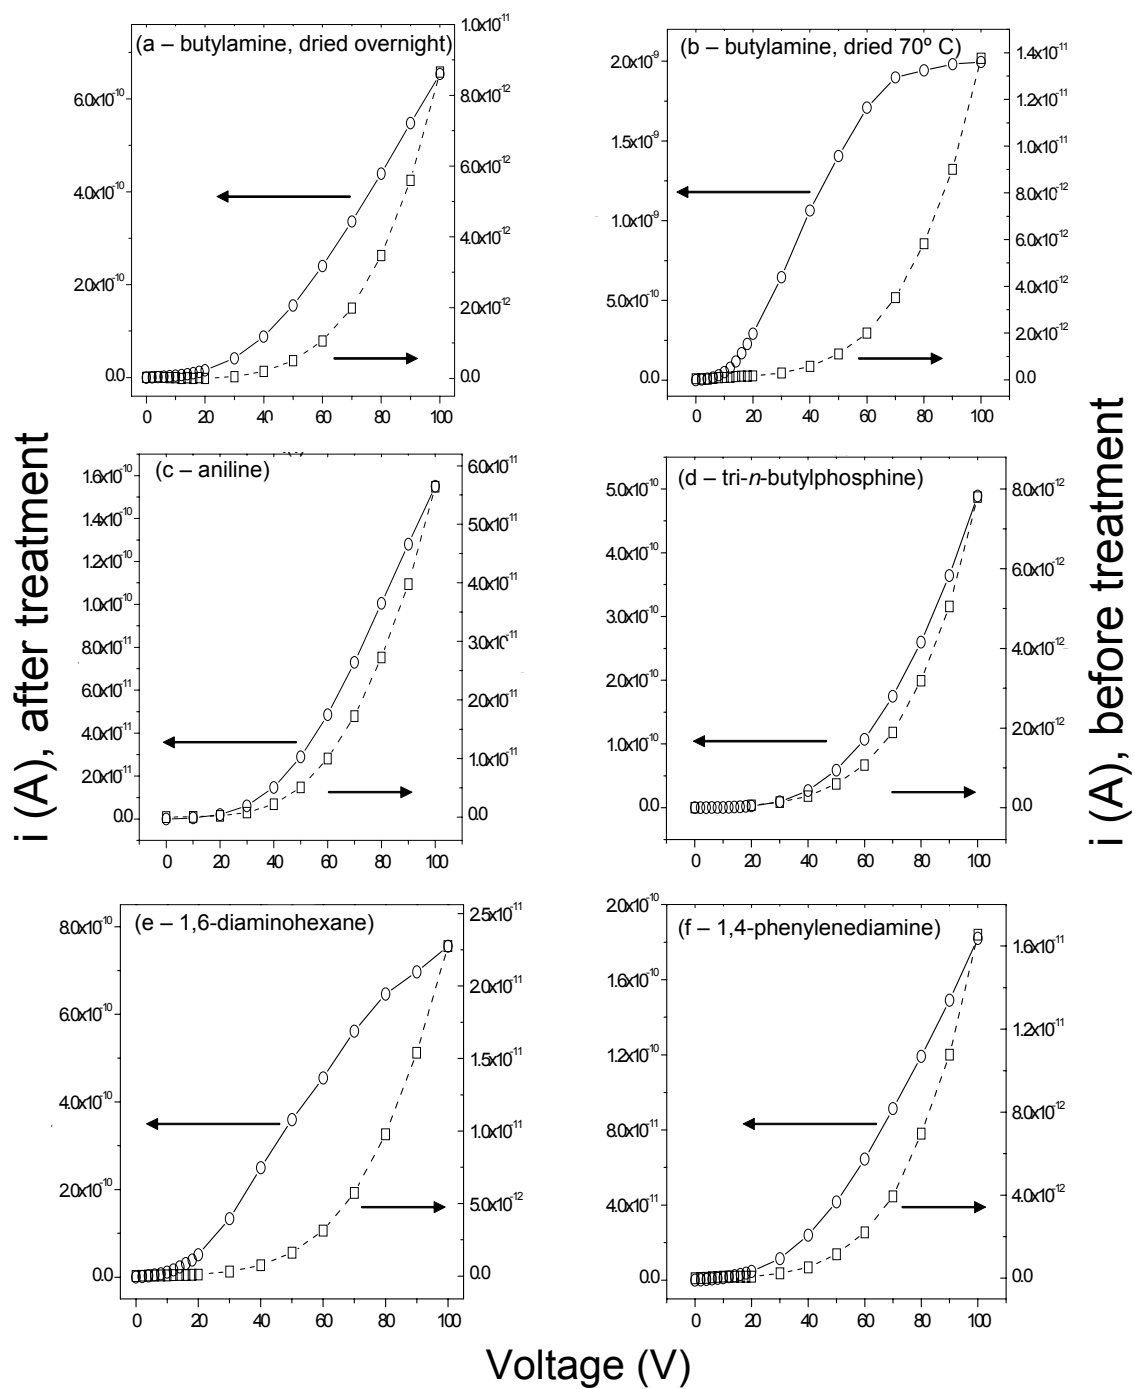 (a – butylamine, dried overnight)
6.0x10⁻¹⁰
4.0x10⁻¹⁰
2.0x10⁻¹⁰
0.0
1.0x10⁻¹¹
8.0x10⁻¹²
6.0x10⁻¹²
4.0x10⁻¹²
2.0x10⁻¹²
0.0
0 20 40 60 80 100
(b – butylamine, dried 70º C)
2.0x10⁻⁹
1.5x10⁻⁹
1.0x10⁻⁹
5.0x10⁻¹⁰
0.0
1.4x10⁻¹¹
1.2x10⁻¹¹
1.0x10⁻¹¹
8.0x10⁻¹²
6.0x10⁻¹²
4.0x10⁻¹²
2.0x10⁻¹²
0.0
0 20 40 60 80 100
i (A), after treatment
(c – aniline)
1.6x10⁻¹⁰
1.4x10⁻¹⁰
1.2x10⁻¹⁰
1.0x10⁻¹⁰
8.0x10⁻¹¹
6.0x10⁻¹¹
4.0x10⁻¹¹
2.0x10⁻¹¹
0.0
6.0x10⁻¹¹
5.0x10⁻¹¹
4.0x10⁻¹¹
3.0x10⁻¹¹
2.0x10⁻¹¹
1.0x10⁻¹¹
0.0
0 20 40 60 80 100
(d – tri-n-butylphosphine)
5.0x10⁻¹⁰
4.0x10⁻¹⁰
3.0x10⁻¹⁰
2.0x10⁻¹⁰
1.0x10⁻¹⁰
0.0
8.0x10⁻¹²
6.0x10⁻¹²
4.0x10⁻¹²
2.0x10⁻¹²
0.0
0 20 40 60 80 100
i (A), before treatment
(e – 1,6-diaminohexane)
8.0x10⁻¹⁰
6.0x10⁻¹⁰
4.0x10⁻¹⁰
2.0x10⁻¹⁰
0.0
2.5x10⁻¹¹
2.0x10⁻¹¹
1.5x10⁻¹¹
1.0x10⁻¹¹
5.0x10⁻¹²
0.0
0 20 40 60 80 100
(f – 1,4-phenylenediamine)
2.0x10⁻¹⁰
1.6x10⁻¹⁰
1.2x10⁻¹⁰
8.0x10⁻¹¹
4.0x10⁻¹¹
0.0
1.6x10⁻¹¹
1.2x10⁻¹¹
8.0x10⁻¹²
4.0x10⁻¹²
0.0
0 20 40 60 80 100
Voltage (V)